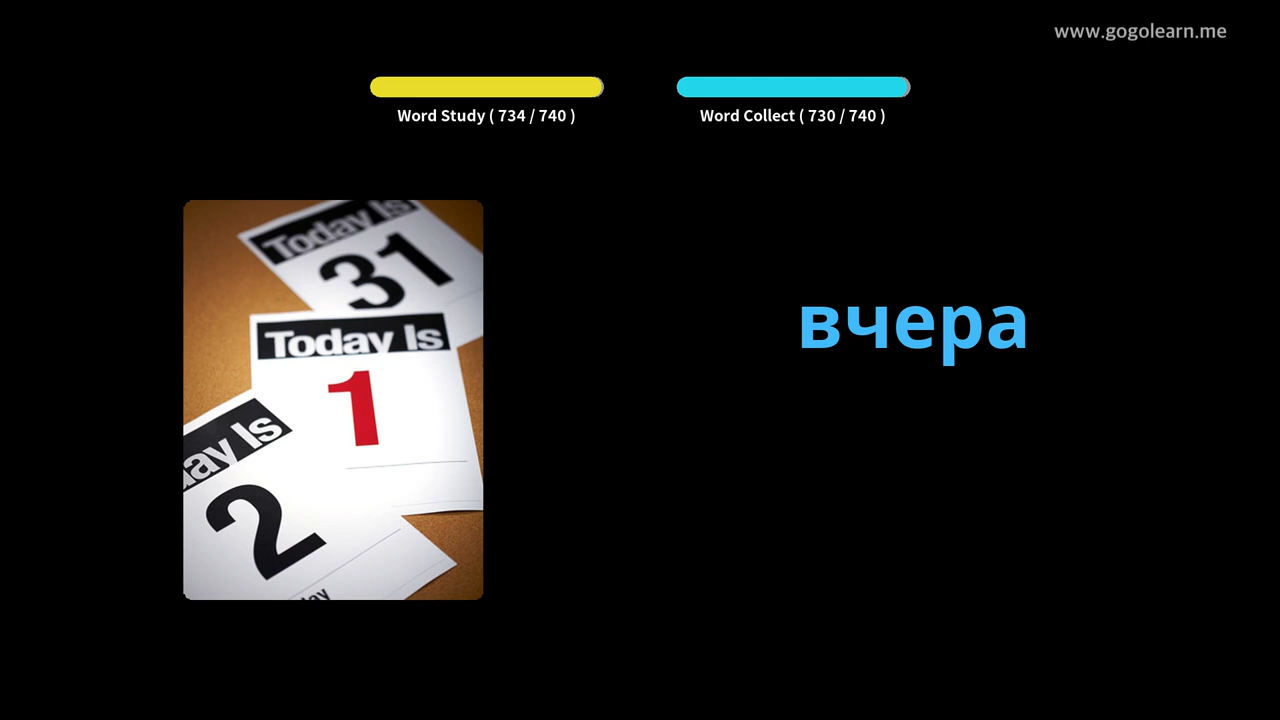 www.gogolearn.me
Word Study ( 734 / 740 )
Word Collect ( 730 / 740 )
Today Is
31
Today Is
1
вчера
day Is
2